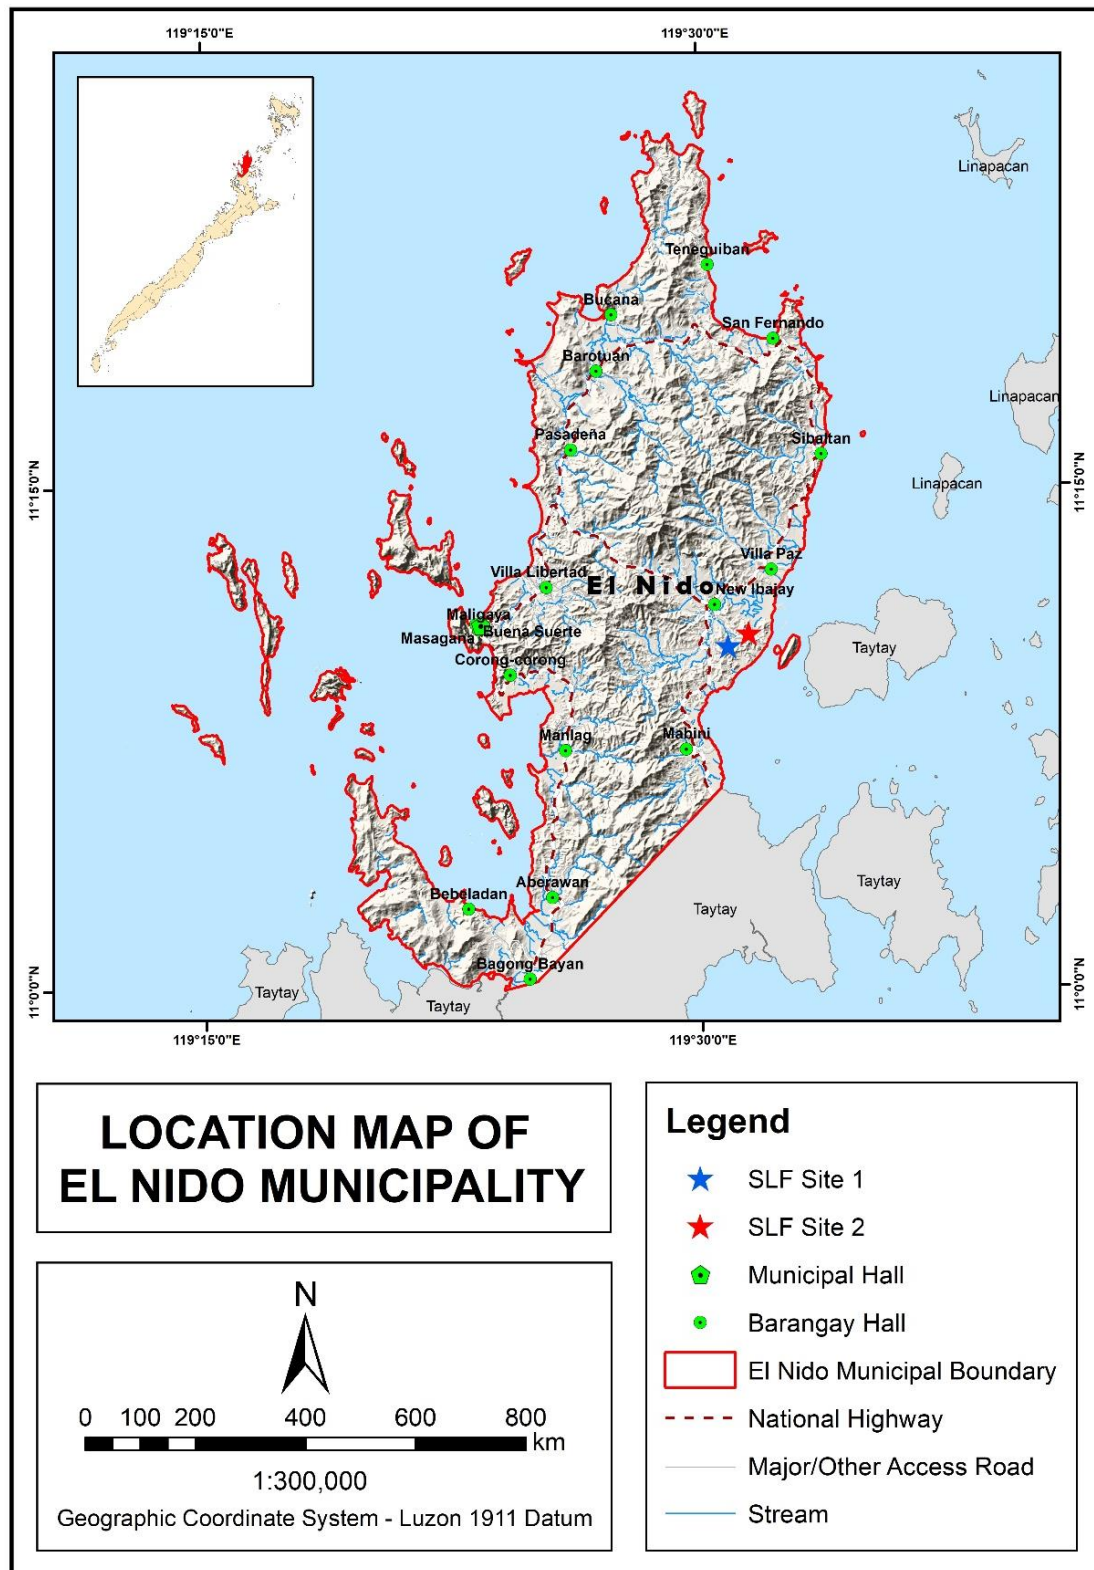 119°15'0"E
119°30'0"E
Linapacan
Teneguiban
Bucana
San Fernando
Barotuan
Linapacan
Pasadeña
Sibaltan
11°15'0"N
11°15'0"N
Linapacan
Villa Paz
Villa Libertad
El Nido
New Ibajay
Maligaya
Buena Suerte
Masagana
Taytay
Corong-corong
Manlag
Mabini
Aberawan
Bebeladan
Taytay
Taytay
Bagong Bayan
Taytay
Taytay
11°0'0"N
11°0'0"N
119°15'0"E
119°30'0"E
LOCATION MAP OF
EL NIDO MUNICIPALITY
N
0 100 200 400 600 800
km
1:300,000
Geographic Coordinate System - Luzon 1911 Datum
Legend
SLF Site 1
SLF Site 2
Municipal Hall
Barangay Hall
El Nido Municipal Boundary
National Highway
Major/Other Access Road
Stream